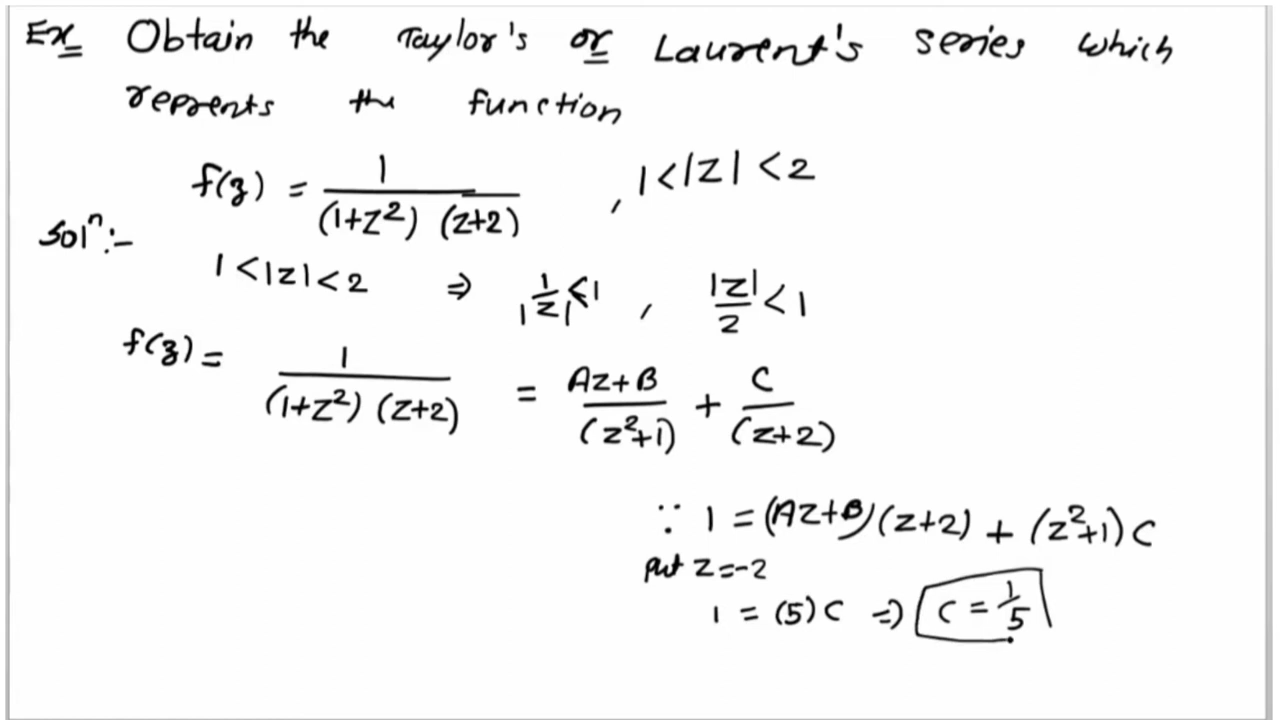 Ex Obtain the Taylor's or Laurent's series which
reprents the function
f(z) = 1/((1+z²) (z+2)) , 1<|z|<2
Solⁿ:-
1<|z|<2 ⇒ 1/|z|<1 , |z|/2<1
f(z) = 1/((1+z²) (z+2)) = (Az+B)/(z²+1) + C/(z+2)
∵ 1 = (Az+B)(z+2) + (z²+1)C
put z=-2
1 = (5)C ⇒ C = 1/5